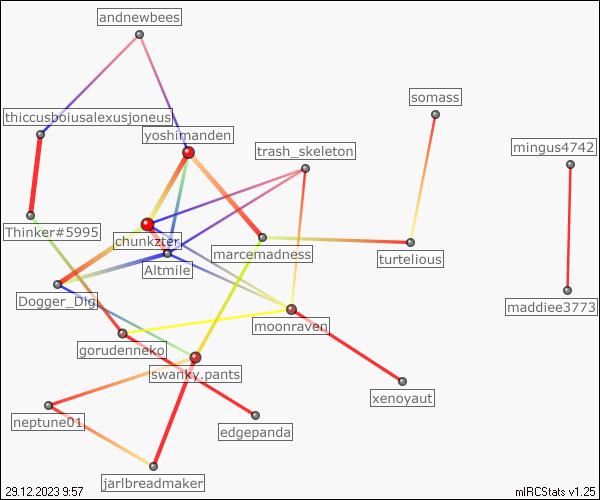 andnewbees
somass
thiccusboiusalexusjoneus
yoshimanden
mingus4742
trash_skeleton
Thinker#5995
chunkzter
marcemadness
turtelious
Altmile
Dogger_Dig
maddiee3773
moonraven
gorudenneko
swanky.pants
xenoyaut
neptune01
edgepanda
jarlbreadmaker
29.12.2023 9:57
mIRCStats v1.25